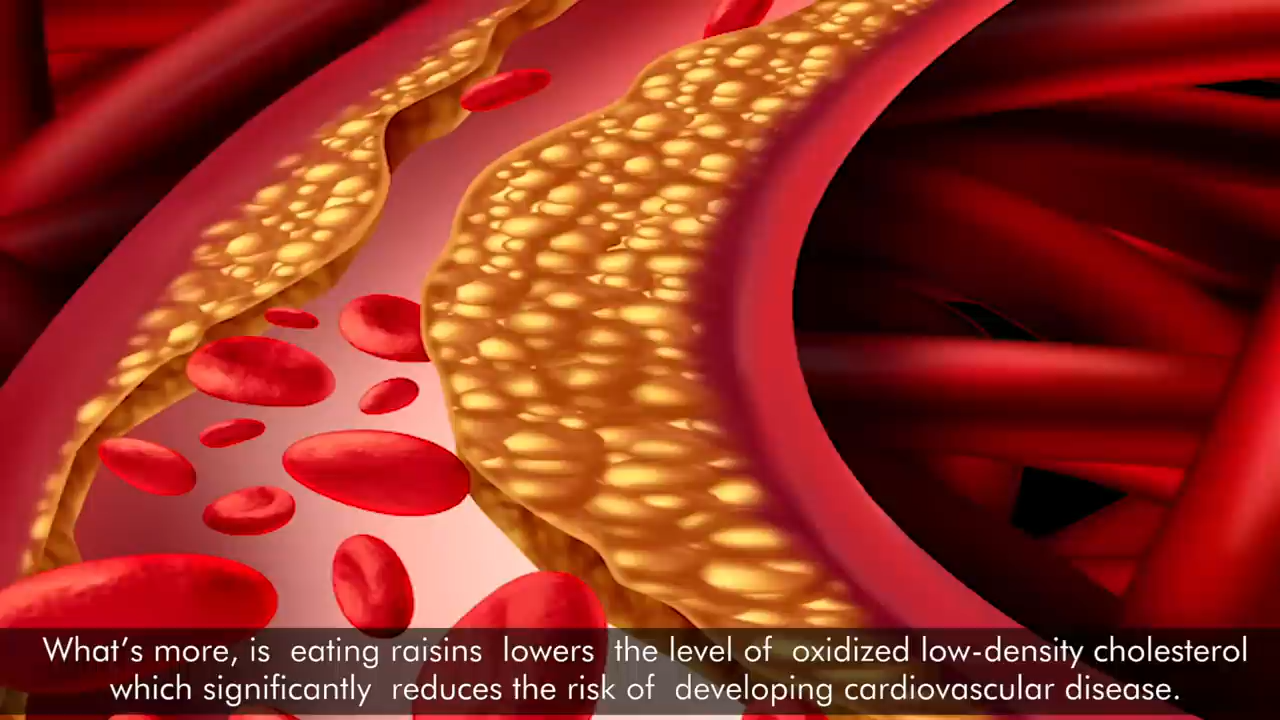 What's more, is eating raisins lowers the level of oxidized low-density cholesterol
which significantly reduces the risk of developing cardiovascular disease.